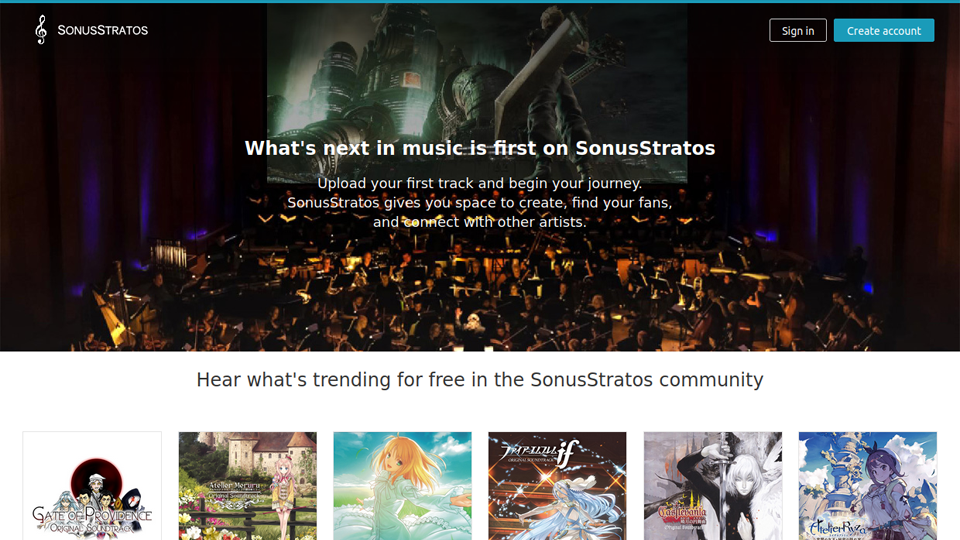 SonusStratos
Sign in
Create account
What's next in music is first on SonusStratos
Upload your first track and begin your journey.
SonusStratos gives you space to create, find your fans,
and connect with other artists.
Hear what's trending for free in the SonusStratos community
Gate of Providence
Original Soundtrack
Atelier Meruru
Original Soundtrack
ファイアーエムブレム
if
ORIGINAL SOUNDTRACK
Castlevania
Original Soundtrack
Atelier Ryza